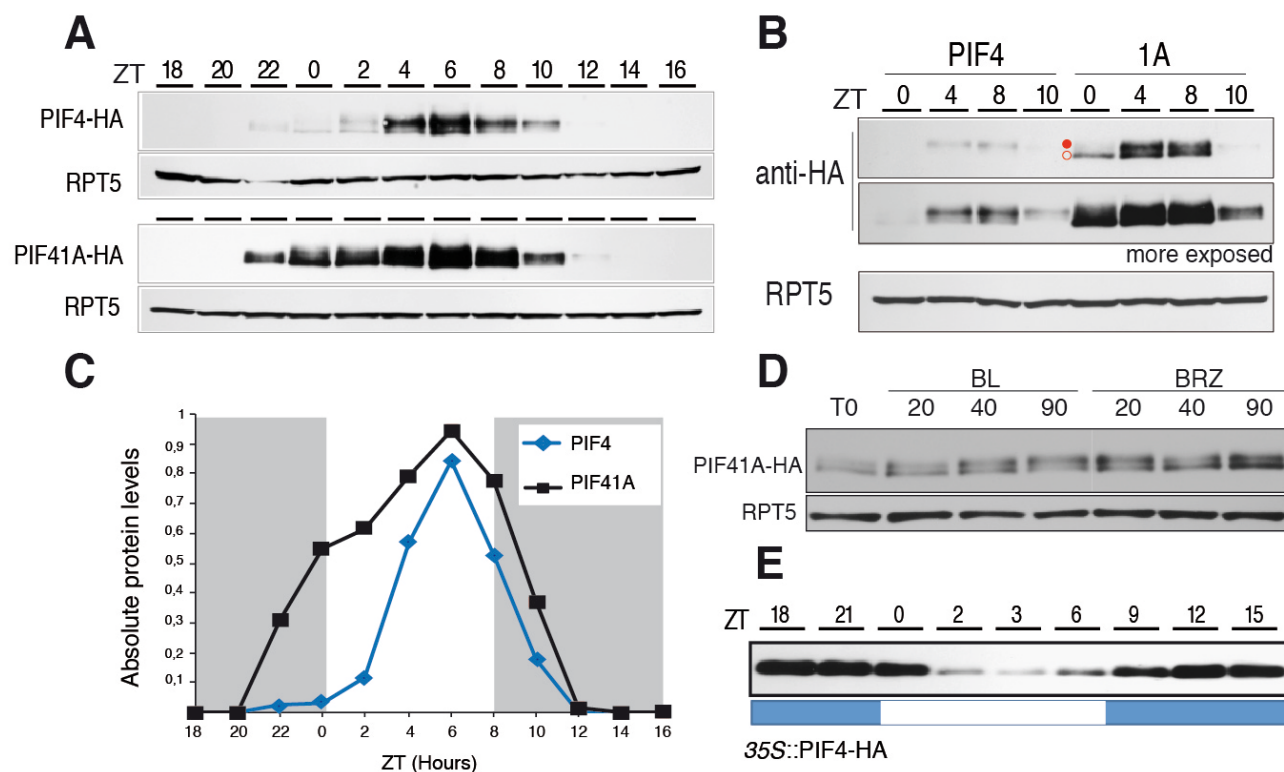 A
ZT 18 20 22 0 2 4 6 8 10 12 14 16
PIF4-HA
RPT5
PIF41A-HA
RPT5
B
PIF4 1A
ZT 0 4 8 10 0 4 8 10
anti-HA
more exposed
RPT5
C
Absolute protein levels
1
0,9
0,8
0,7
0,6
0,5
0,4
0,3
0,2
0,1
PIF4
PIF41A
18 20 22 0 2 4 6 8 10 12 14 16
ZT (Hours)
D
BL BRZ
T0 20 40 90 20 40 90
PIF41A-HA
RPT5
E
ZT 18 21 0 2 3 6 9 12 15
35S::PIF4-HA